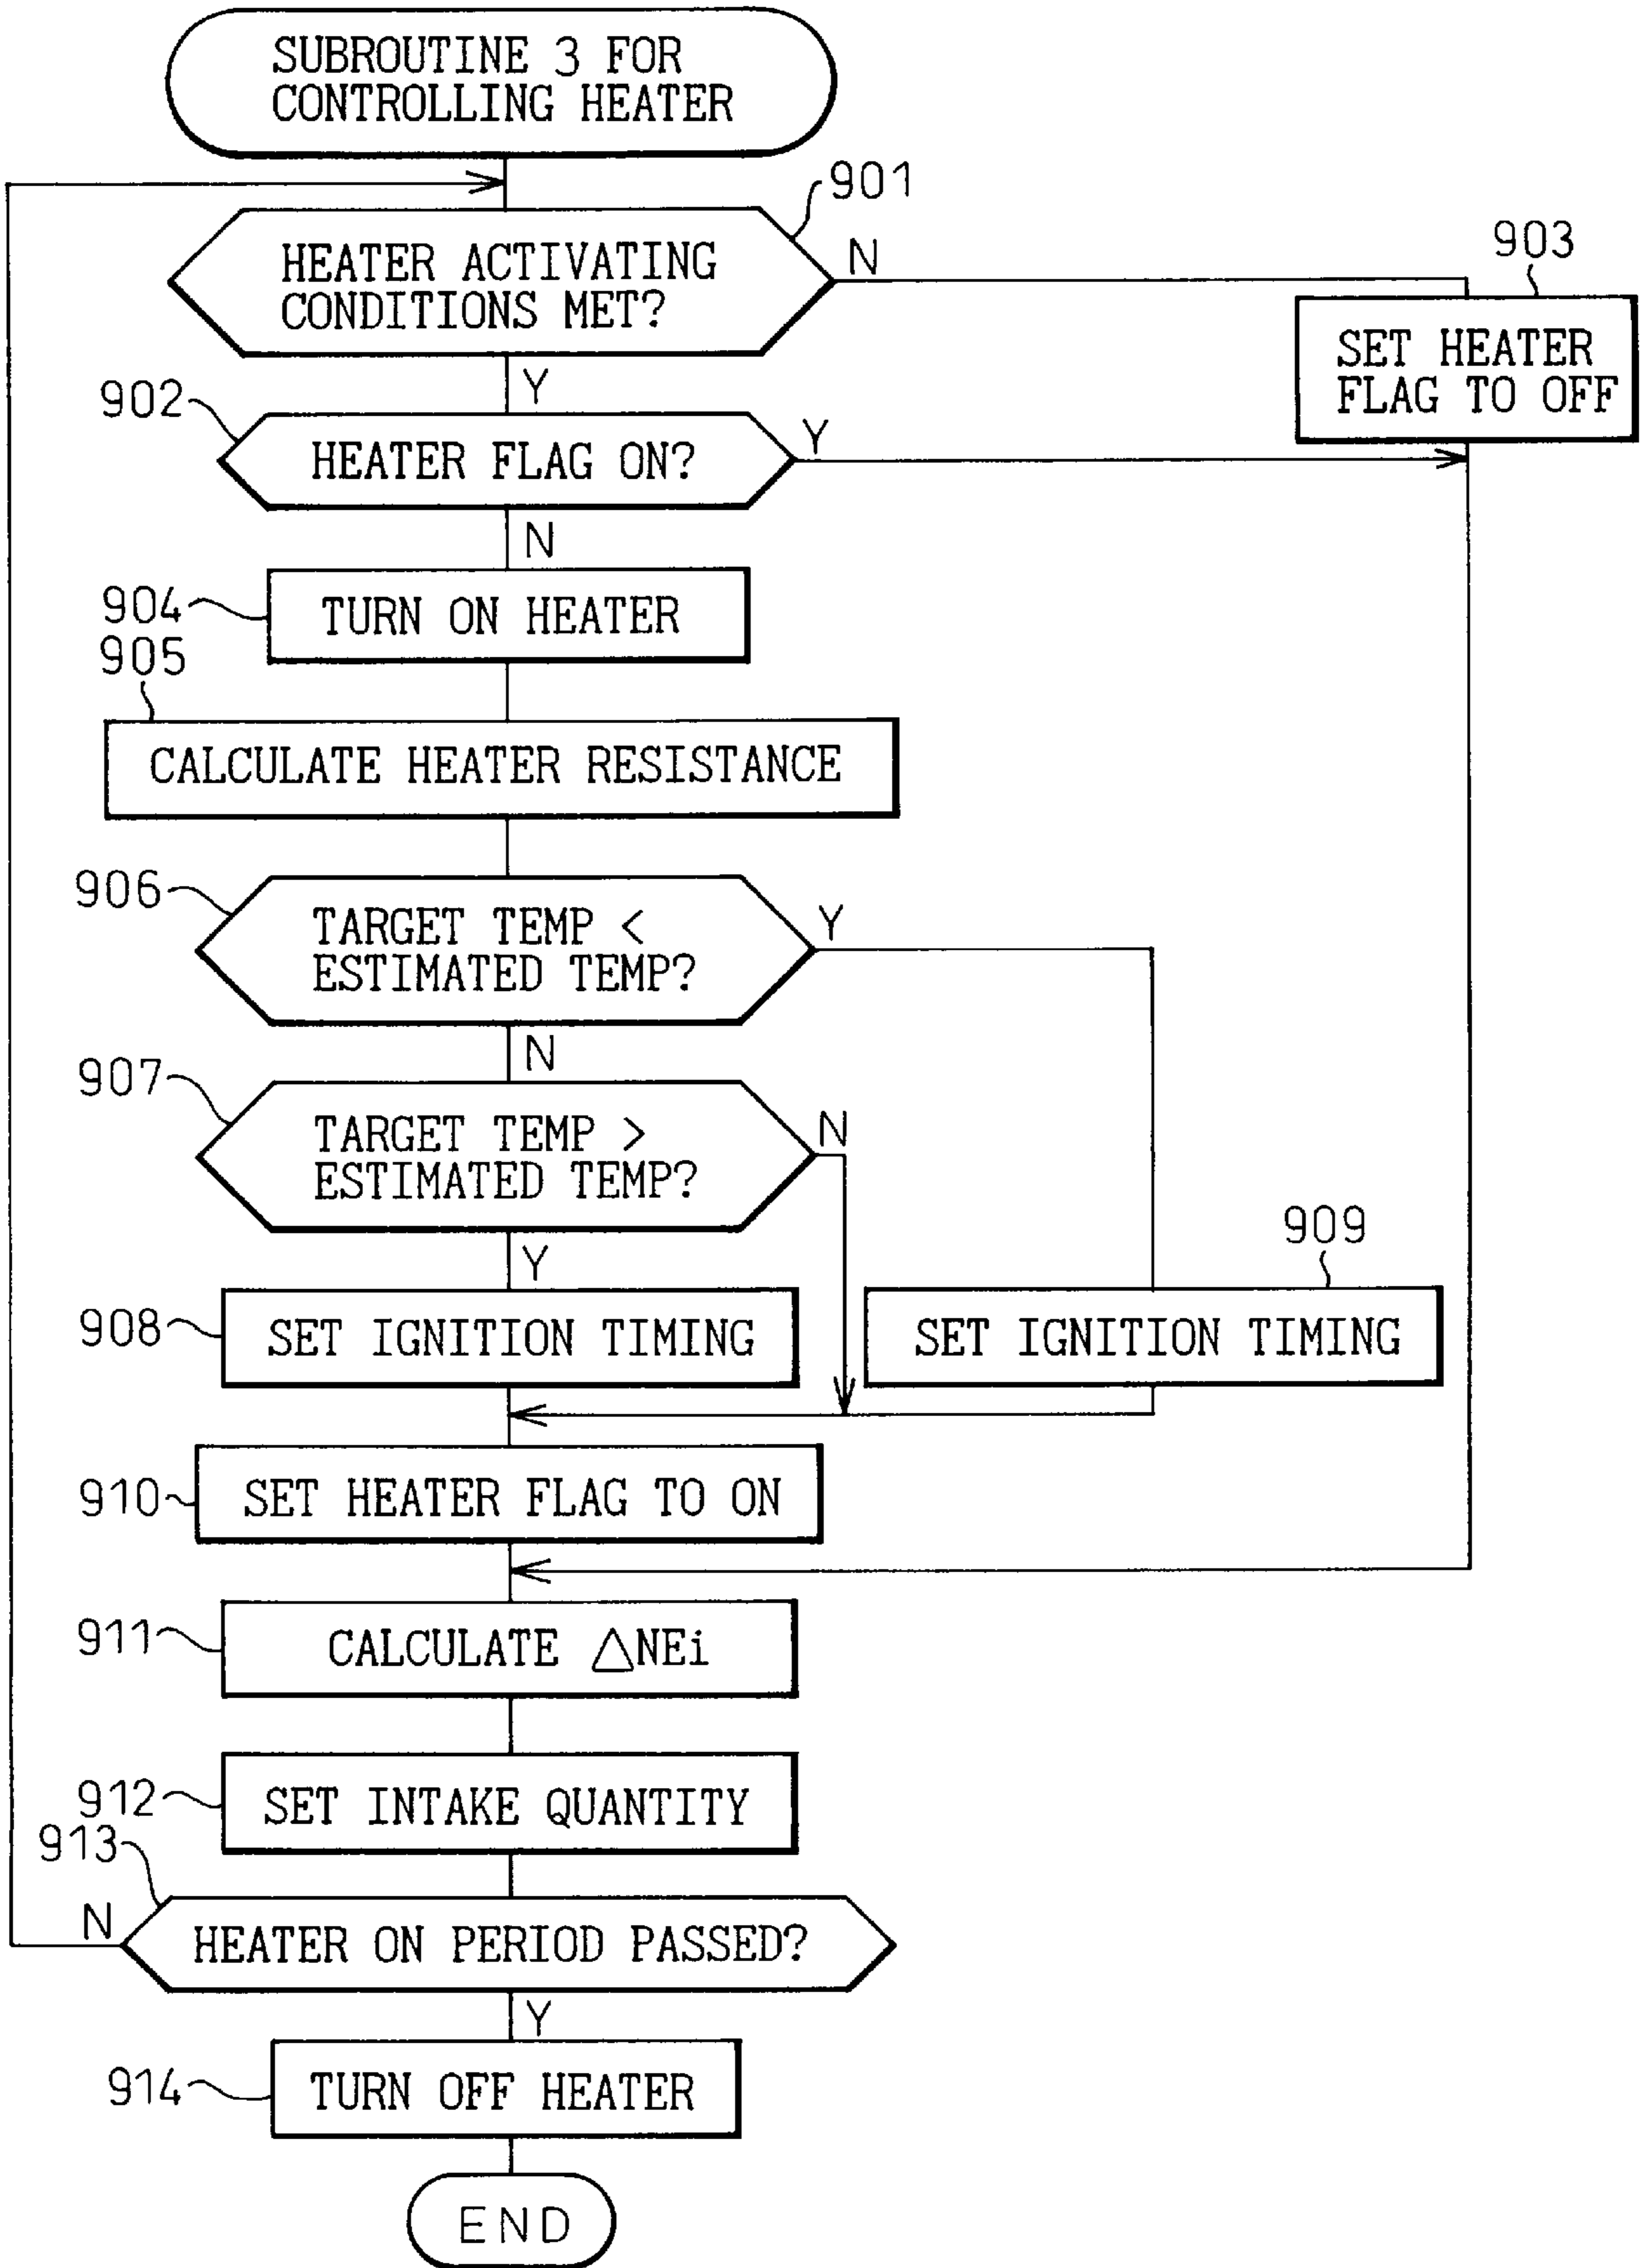 SUBROUTINE 3 FOR
CONTROLLING HEATER
901
HEATER ACTIVATING
CONDITIONS MET?
N
903
SET HEATER
FLAG TO OFF
Y
902
HEATER FLAG ON?
Y
N
904
TURN ON HEATER
905
CALCULATE HEATER RESISTANCE
906
TARGET TEMP <
ESTIMATED TEMP?
Y
N
907
TARGET TEMP >
ESTIMATED TEMP?
N
Y
908
SET IGNITION TIMING
909
SET IGNITION TIMING
910
SET HEATER FLAG TO ON
911
CALCULATE △NEi
912
SET INTAKE QUANTITY
913
HEATER ON PERIOD PASSED?
N
Y
914
TURN OFF HEATER
END